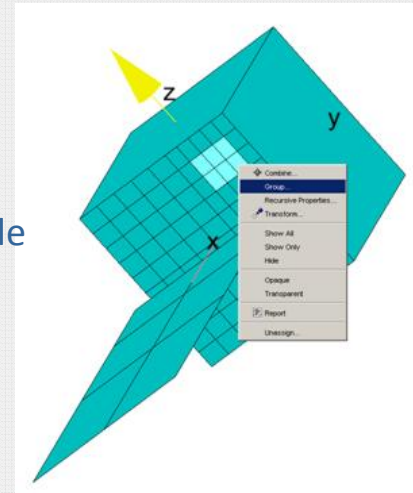 z
y
le
x
Combine...
Group...
Recursive Properties...
Transform...
Show All
Show Only
Hide
Opaque
Transparent
Report
Unassign...